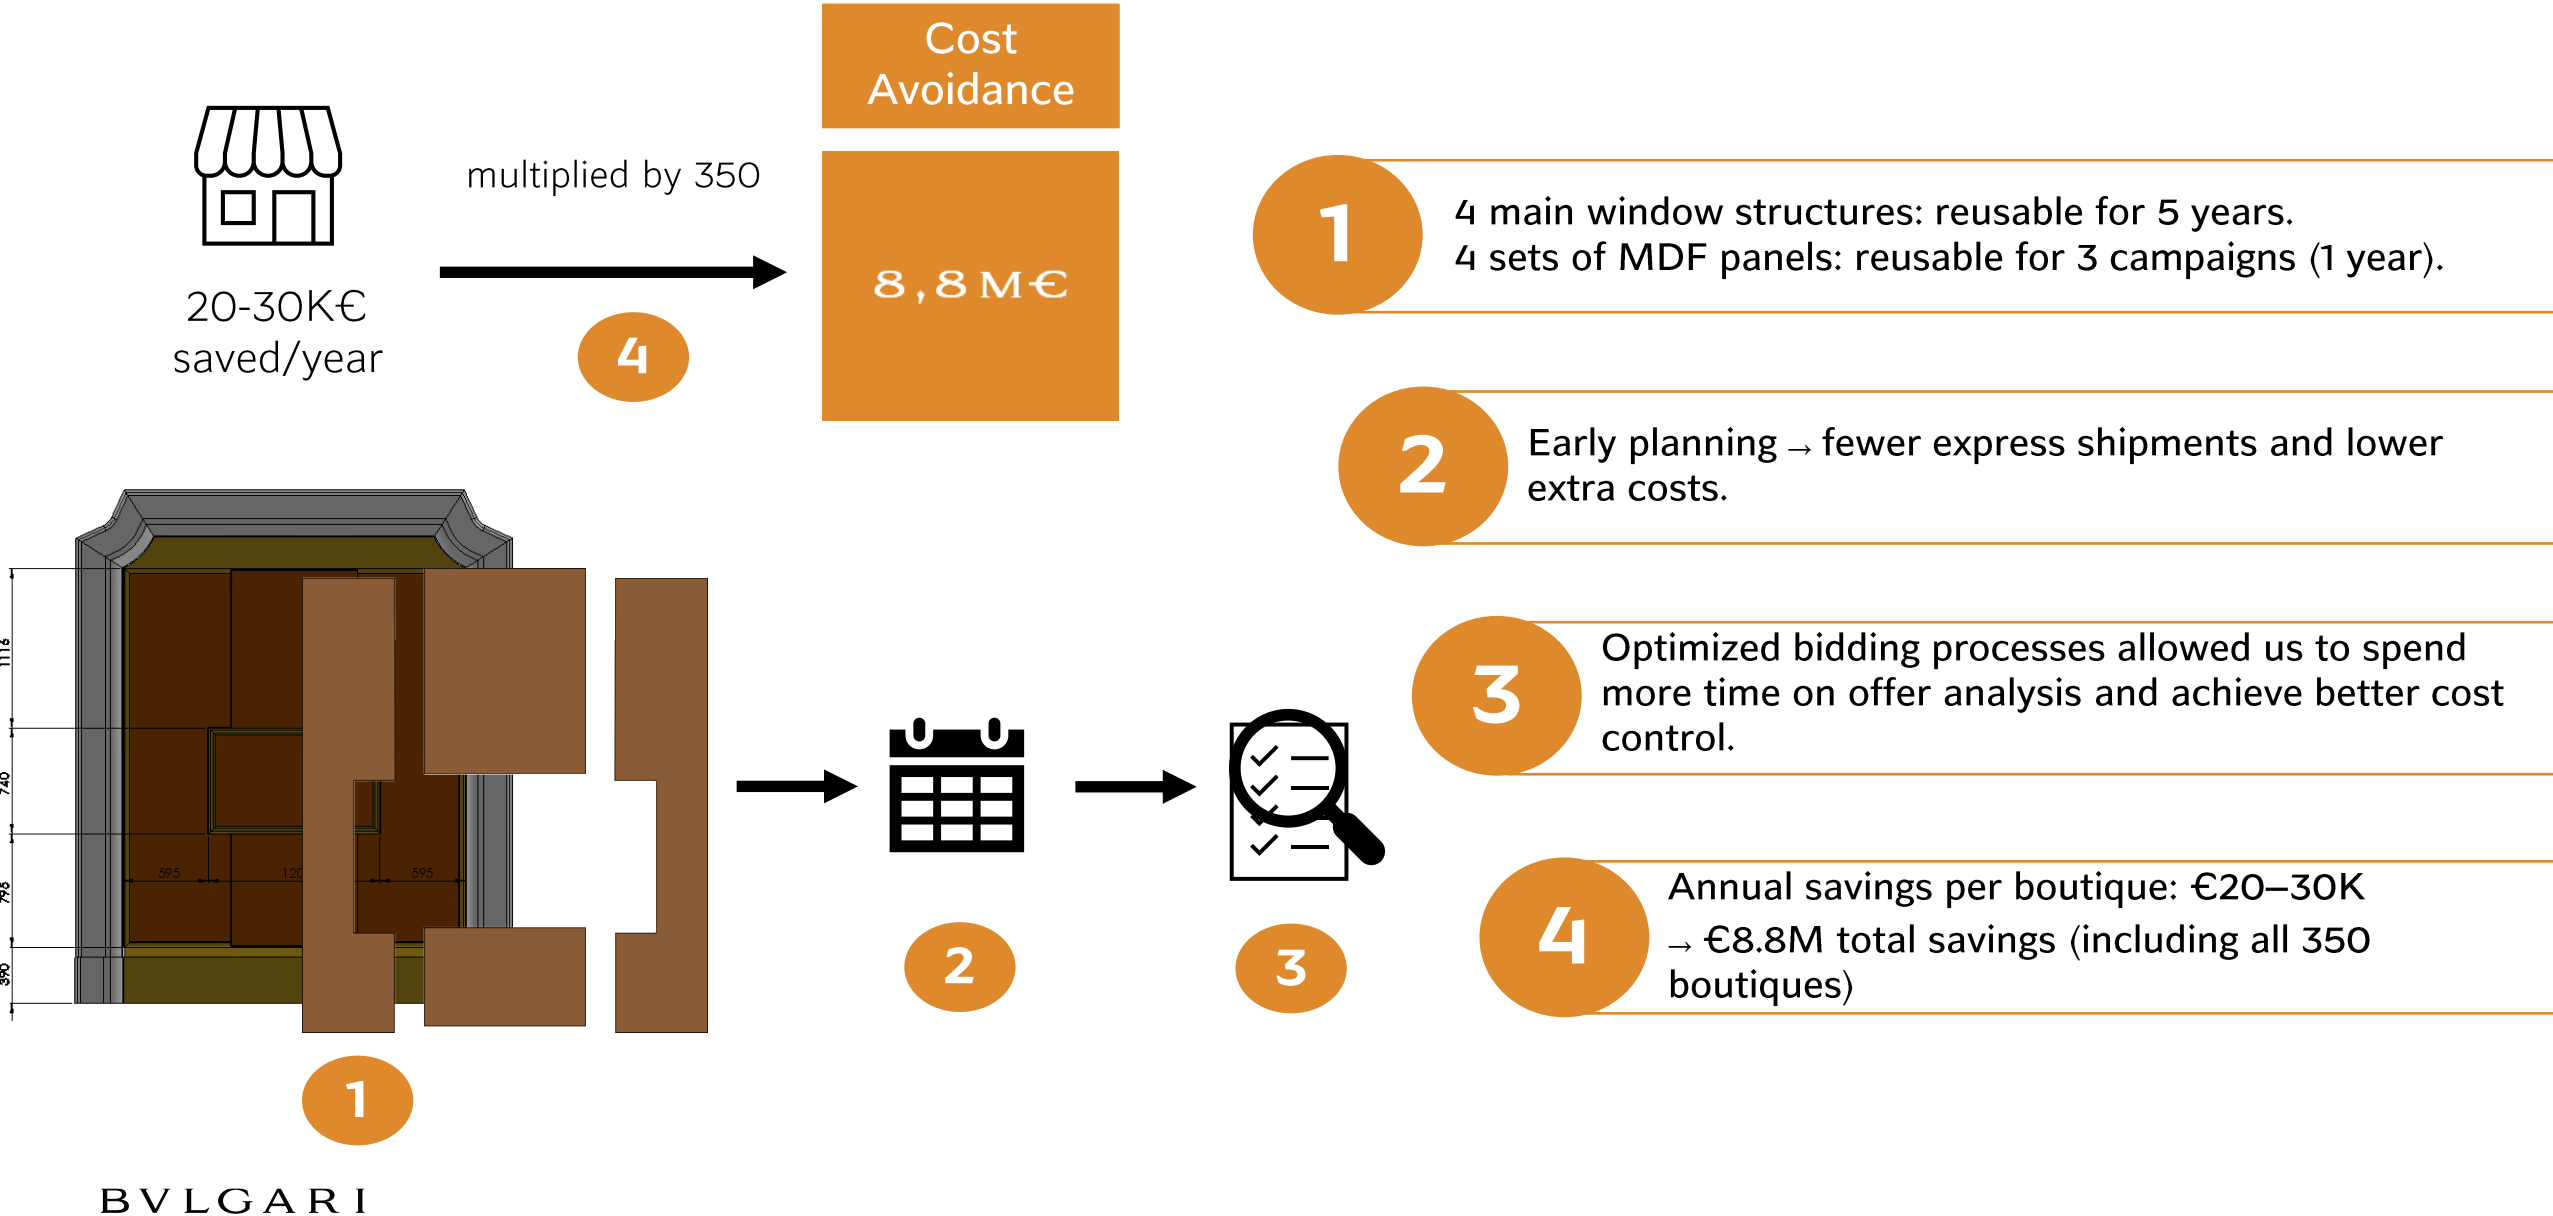 Cost
Avoidance
multiplied by 350
8,8M€
20-30K€
saved/year
4
1
4 main window structures: reusable for 5 years.
4 sets of MDF panels: reusable for 3 campaigns (1 year).
2
Early planning → fewer express shipments and lower
extra costs.
3
Optimized bidding processes allowed us to spend
more time on offer analysis and achieve better cost
control.
4
Annual savings per boutique: €20–30K
→ €8.8M total savings (including all 350
boutiques)
740
390
595
120
595
2
3
1
BVLGARI